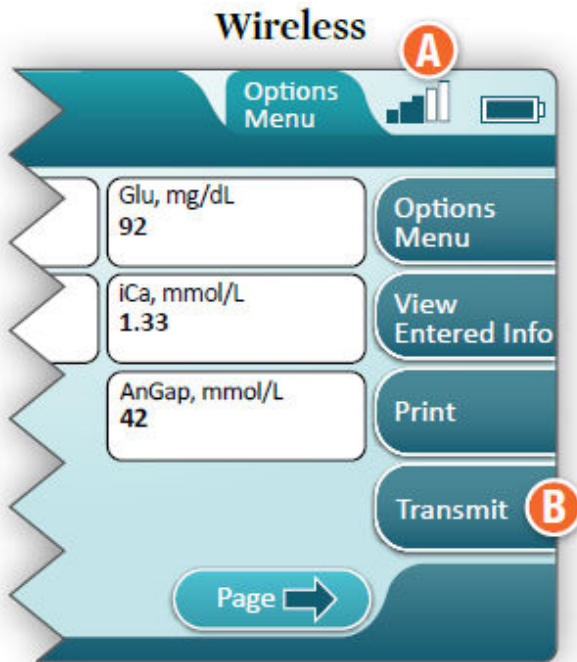 Wireless
A
Options
Menu
Glu, mg/dL
92
Options
Menu
iCa, mmol/L
1.33
View
Entered Info
AnGap, mmol/L
42
Print
Transmit
B
Page